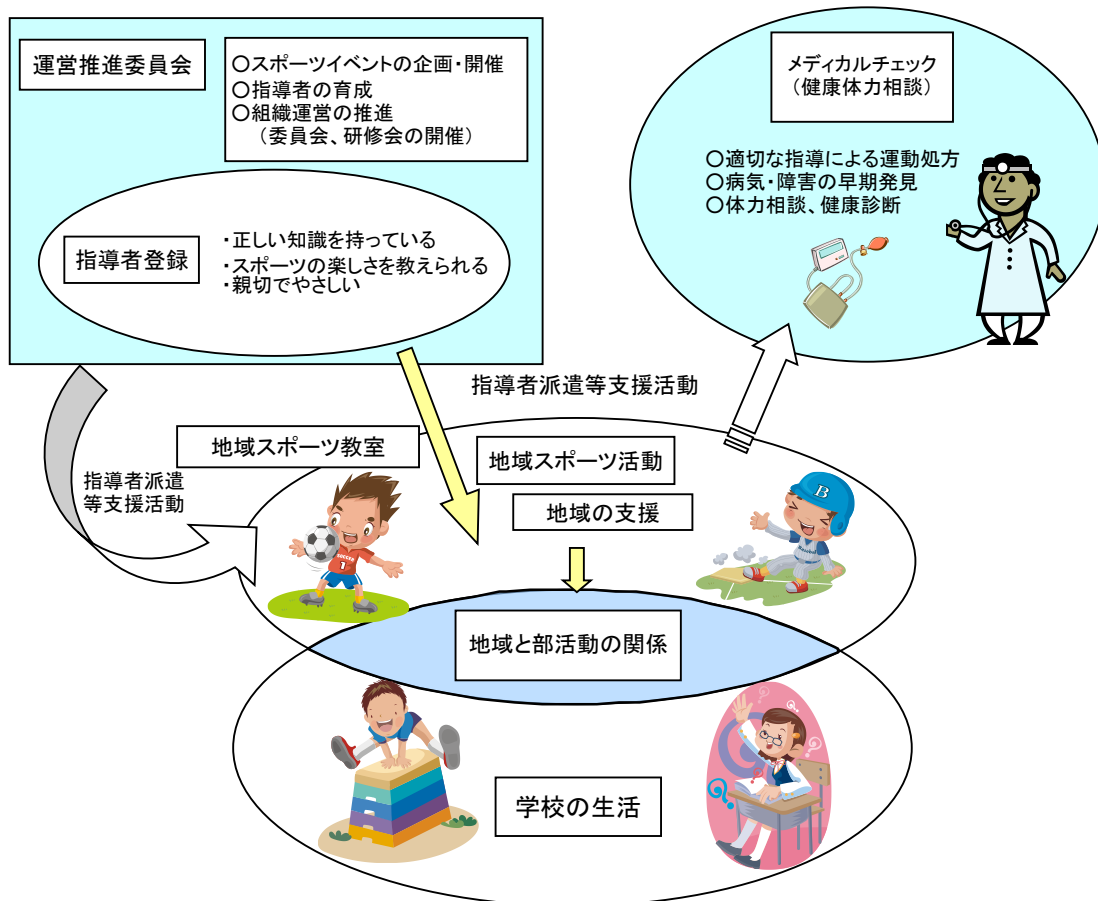 運営推進委員会
○スポーツイベントの企画・開催
○指導者の育成
○組織運営の推進
（委員会、研修会の開催）
指導者登録
・正しい知識を持っている
・スポーツの楽しさを教えられる
・親切でやさしい
メディカルチェック
（健康体力相談）
○適切な指導による運動処方
○病気・障害の早期発見
○体力相談、健康診断
指導者派遣等支援活動
指導者派遣
等支援活動
地域スポーツ教室
地域スポーツ活動
地域の支援
B
Baseball
SOCCER
1
地域と部活動の関係
学校の生活